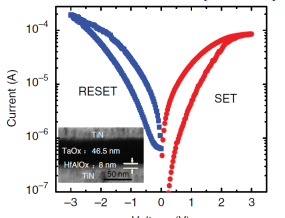 10⁻⁴
10⁻⁵
10⁻⁶
10⁻⁷
Current (A)
RESET
SET
TiN
TaOx : 46.5 nm
HfAlOx : 8 nm
TiN
50 nm
−3 −2 −1 0 1 2 3